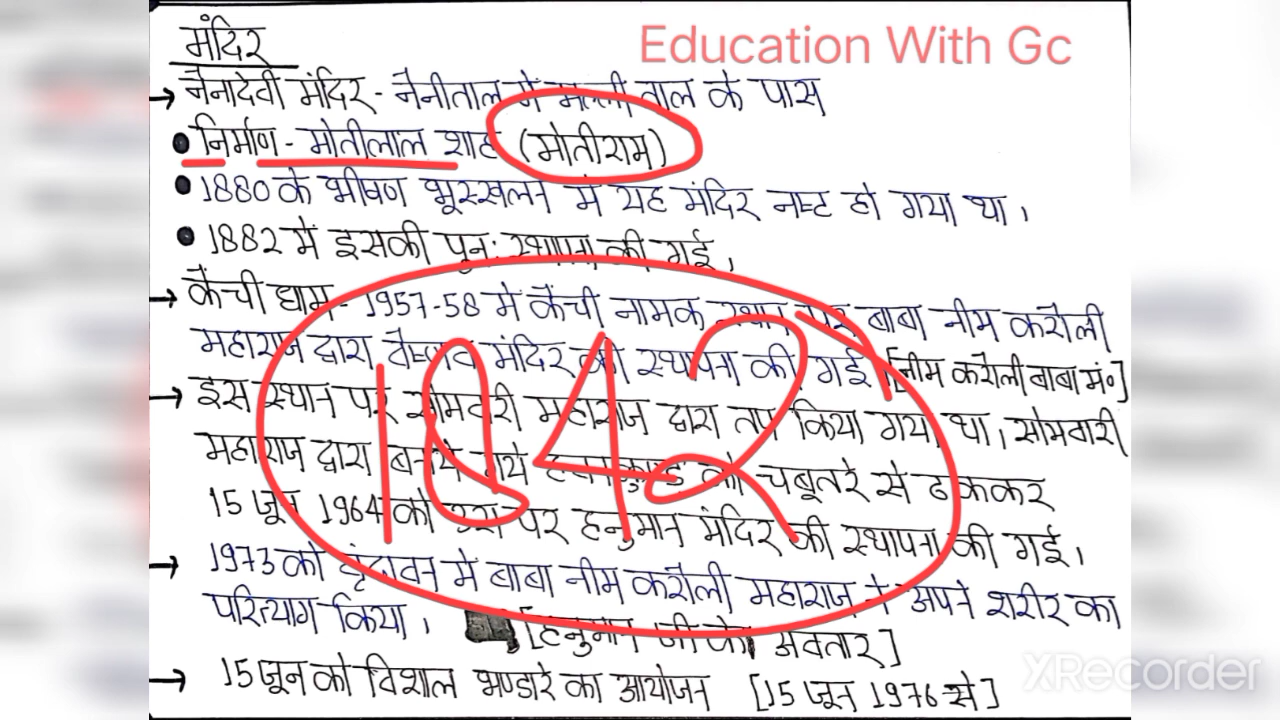 Education With Gc
मंदिर
→ नैनादेवी मंदिर - नैनीताल में मल्ली ताल के पास
• निर्माण - मोतीलाल शाह (मोतीराम)
• 1880 के भीषण भूस्खलन में यह मंदिर नष्ट हो गया था।
• 1882 में इसकी पुन: स्थापना की गई।
→ कैंची धाम - 1957-58 में कैंची नामक स्थान पर बाबा नीम करौली
महाराज द्वारा वैष्णव मंदिर की स्थापना की गई [नीम करौली बाबा मं॰]
→ इस स्थान पर सोमवारी महाराज द्वारा तप किया गया था। सोमवारी
महाराज द्वारा बनाये गये हवनकुण्ड को चबूतरे से ढककर
15 जून 1964 को उस पर हनुमान मंदिर की स्थापना की गई।
→ 1973 को वृंदावन में बाबा नीम करौली महाराज ने अपने शरीर का
परित्याग किया। [हनुमान जी के अवतार]
→ 15 जून को विशाल भण्डारे का आयोजन [15 जून 1976 से]
1842
XRecorder